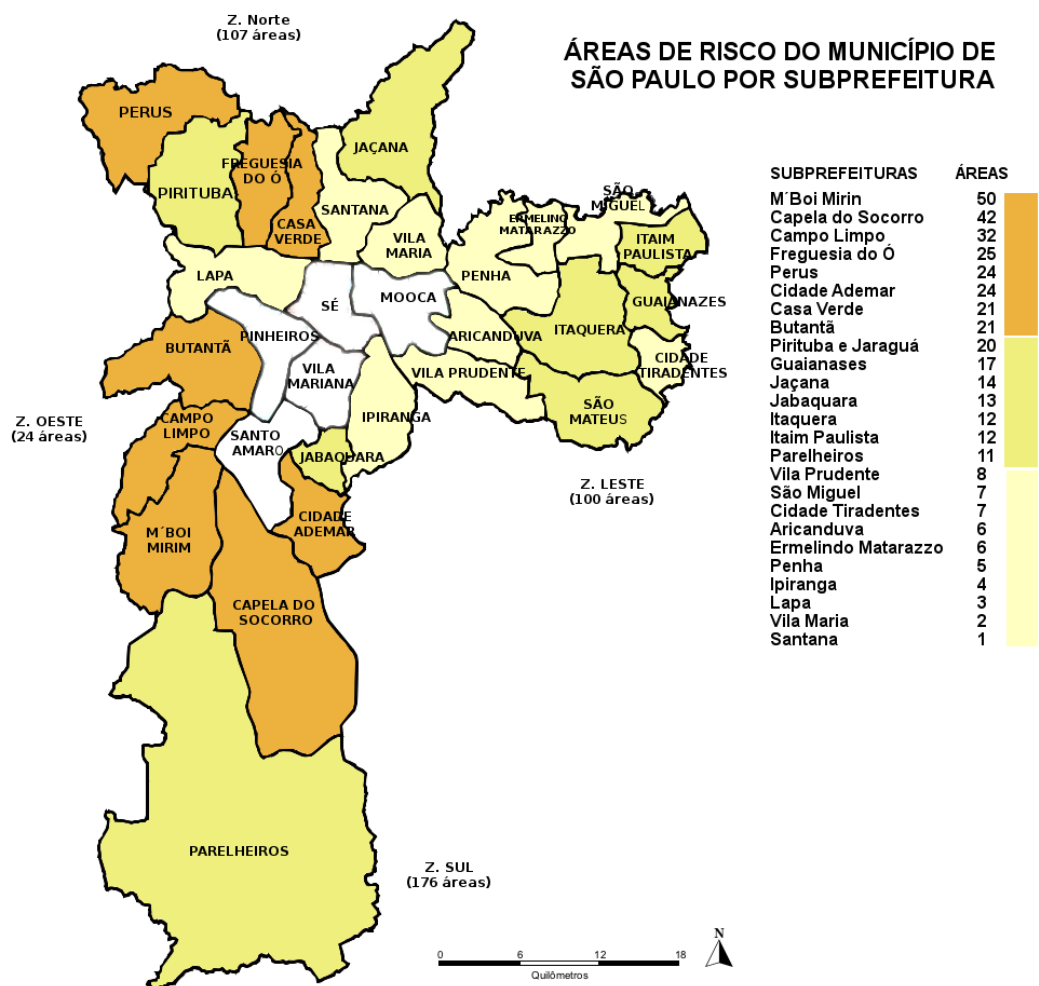 Z. Norte
(107 áreas)
ÁREAS DE RISCO DO MUNICÍPIO DE
SÃO PAULO POR SUBPREFEITURA
PERUS
JAÇANA
FREGUESIA
DO Ó
PIRITUBA
SANTANA
CASA
VERDE
VILA
MARIA
SÃO
MIGUEL
ERMELINO
MATARAZZO
ITAIM
PAULISTA
PENHA
LAPA
SÉ
MOOCA
GUAIANAZES
PINHEIROS
ARICANDUVA
ITAQUERA
BUTANTÃ
CIDADE
TIRADENTES
VILA
MARIANA
VILA PRUDENTE
SÃO
MATEUS
IPIRANGA
Z. OESTE
(24 áreas)
CAMPO
LIMPO
SANTO
AMARO
JABAQUARA
Z. LESTE
(100 áreas)
CIDADE
ADEMAR
M´BOI
MIRIM
CAPELA DO
SOCORRO
PARELHEIROS
Z. SUL
(176 áreas)
SUBPREFEITURAS ÁREAS
M´Boi Mirin 50
Capela do Socorro 42
Campo Limpo 32
Freguesia do Ó 25
Perus 24
Cidade Ademar 24
Casa Verde 21
Butantã 21
Pirituba e Jaraguá 20
Guaianases 17
Jaçana 14
Jabaquara 13
Itaquera 12
Itaim Paulista 12
Parelheiros 11
Vila Prudente 8
São Miguel 7
Cidade Tiradentes 7
Aricanduva 6
Ermelindo Matarazzo 6
Penha 5
Ipiranga 4
Lapa 3
Vila Maria 2
Santana 1
0 6 12 18
Quilômetros
N